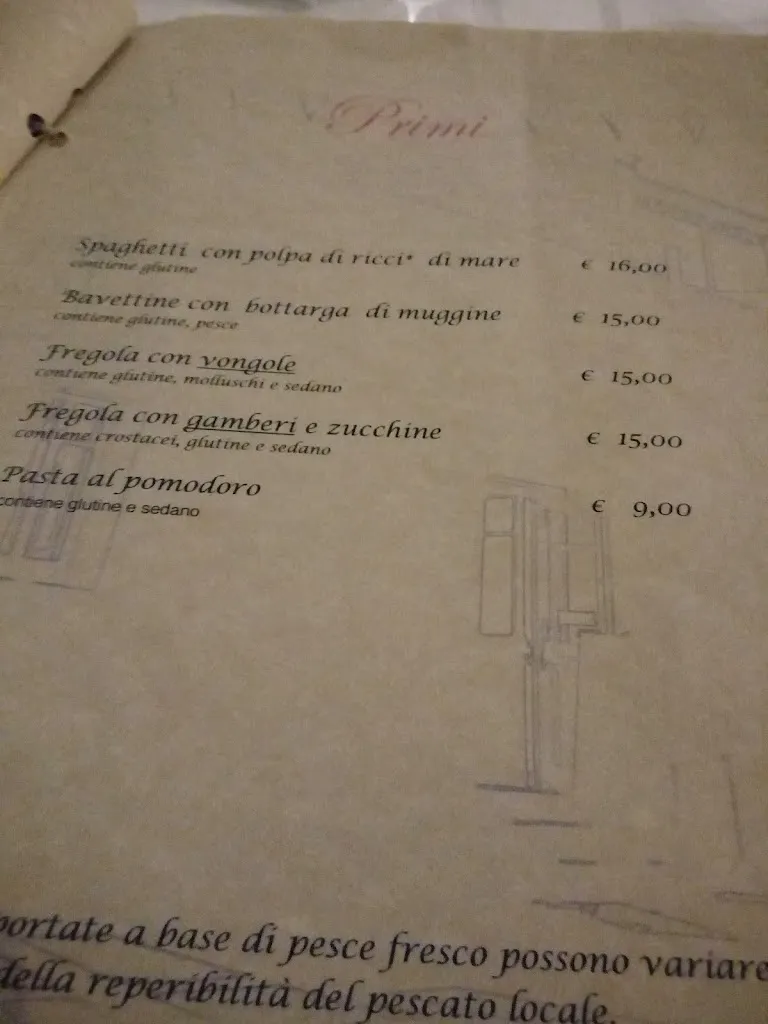 Primi
Spaghetti con polpa di ricci* di mare € 16,00
contiene glutine
Bavettine con bottarga di muggine € 15,00
contiene glutine, pesce
Fregola con vongole € 15,00
contiene glutine, molluschi e sedano
Fregola con gamberi e zucchine € 15,00
contiene crostacei, glutine e sedano
Pasta al pomodoro € 9,00
contiene glutine e sedano
portate a base di pesce fresco possono variare
della reperibilità del pescato locale.